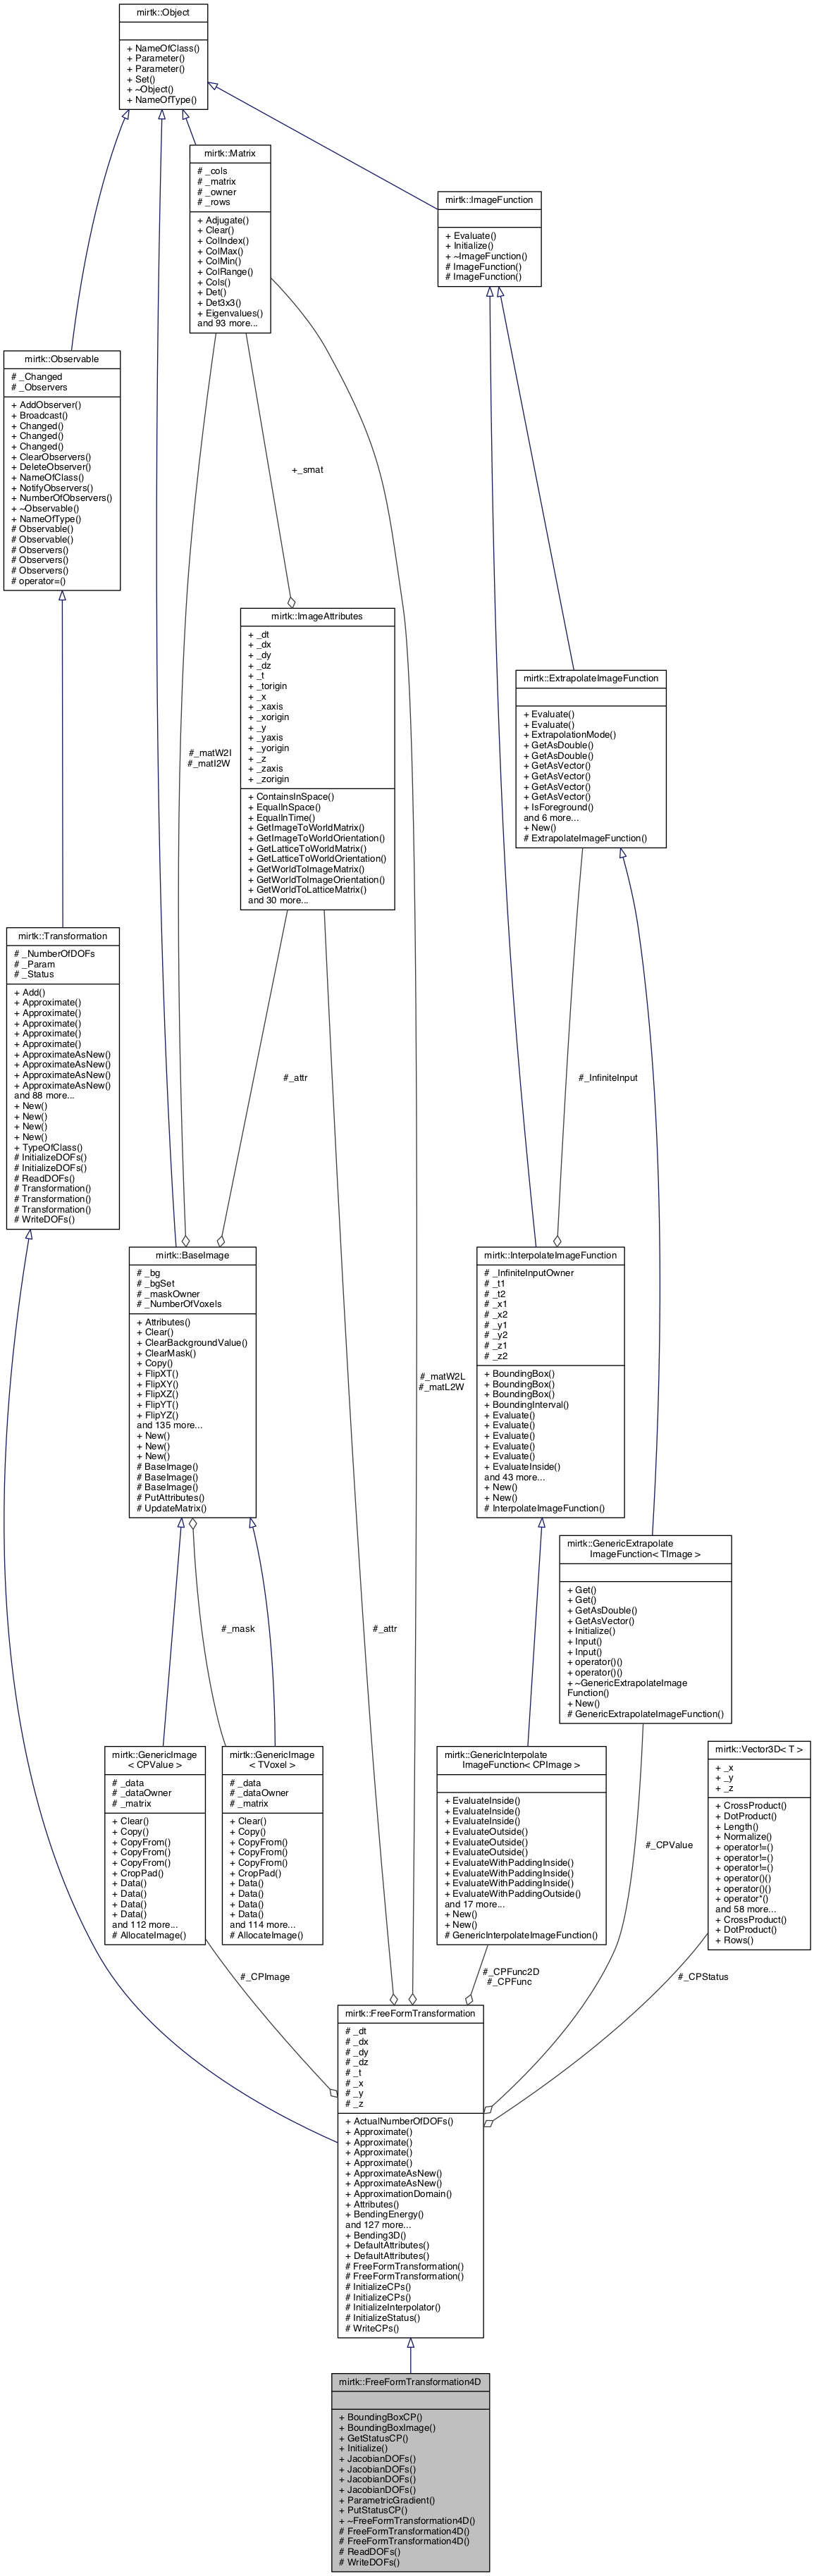 mirtk::Object
+ NameOfClass()
+ Parameter()
+ Parameter()
+ Set()
+ ~Object()
+ NameOfType()
mirtk::Matrix
# _cols
# _matrix
# _owner
# _rows
+ Adjugate()
+ Clear()
+ ColIndex()
+ ColMax()
+ ColMin()
+ ColRange()
+ Cols()
+ Det()
+ Det3x3()
+ Eigenvalues()
and 93 more...
mirtk::ImageFunction
+ Evaluate()
+ Initialize()
+ ~ImageFunction()
# ImageFunction()
# ImageFunction()
mirtk::Observable
# _Changed
# _Observers
+ AddObserver()
+ Broadcast()
+ Changed()
+ Changed()
+ Changed()
+ ClearObservers()
+ DeleteObserver()
+ NameOfClass()
+ NotifyObservers()
+ NumberOfObservers()
+ ~Observable()
+ NameOfType()
# Observable()
# Observable()
# Observers()
# Observers()
# Observers()
# operator=()
+_smat
mirtk::ImageAttributes
+ _dt
+ _dx
+ _dy
+ _dz
+ _t
+ _torigin
+ _x
+ _xaxis
+ _xorigin
+ _y
+ _yaxis
+ _yorigin
+ _z
+ _zaxis
+ _zorigin
+ ContainsInSpace()
+ EqualInSpace()
+ EqualInTime()
+ GetImageToWorldMatrix()
+ GetImageToWorldOrientation()
+ GetLatticeToWorldMatrix()
+ GetLatticeToWorldOrientation()
+ GetWorldToImageMatrix()
+ GetWorldToImageOrientation()
+ GetWorldToLatticeMatrix()
and 30 more...
#_matW2I
#_matI2W
mirtk::ExtrapolateImageFunction
+ Evaluate()
+ Evaluate()
+ ExtrapolationMode()
+ GetAsDouble()
+ GetAsDouble()
+ GetAsVector()
+ GetAsVector()
+ GetAsVector()
+ GetAsVector()
+ IsForeground()
and 6 more...
+ New()
# ExtrapolateImageFunction()
mirtk::Transformation
# _NumberOfDOFs
# _Param
# _Status
+ Add()
+ Approximate()
+ Approximate()
+ Approximate()
+ Approximate()
+ Approximate()
+ ApproximateAsNew()
+ ApproximateAsNew()
+ ApproximateAsNew()
+ ApproximateAsNew()
and 88 more...
+ New()
+ New()
+ New()
+ New()
+ TypeOfClass()
# InitializeDOFs()
# InitializeDOFs()
# ReadDOFs()
# Transformation()
# Transformation()
# Transformation()
# WriteDOFs()
#_attr
#_InfiniteInput
mirtk::BaseImage
# _bg
# _bgSet
# _maskOwner
# _NumberOfVoxels
+ Attributes()
+ Clear()
+ ClearBackgroundValue()
+ ClearMask()
+ Copy()
+ FlipXT()
+ FlipXY()
+ FlipXZ()
+ FlipYT()
+ FlipYZ()
and 135 more...
+ New()
+ New()
+ New()
# BaseImage()
# BaseImage()
# BaseImage()
# PutAttributes()
# UpdateMatrix()
#_matW2L
#_matL2W
mirtk::InterpolateImageFunction
# _InfiniteInputOwner
# _t1
# _t2
# _x1
# _x2
# _y1
# _y2
# _z1
# _z2
+ BoundingBox()
+ BoundingBox()
+ BoundingBox()
+ BoundingInterval()
+ Evaluate()
+ Evaluate()
+ Evaluate()
+ Evaluate()
+ Evaluate()
+ EvaluateInside()
and 43 more...
+ New()
+ New()
# InterpolateImageFunction()
mirtk::GenericExtrapolate
ImageFunction< TImage >
+ Get()
+ Get()
+ GetAsDouble()
+ GetAsVector()
+ Initialize()
+ Input()
+ Input()
+ operator()()
+ operator()()
+ ~GenericExtrapolateImage
Function()
+ New()
# GenericExtrapolateImageFunction()
#_mask
#_attr
mirtk::GenericImage
< CPValue >
# _data
# _dataOwner
# _matrix
+ Clear()
+ Copy()
+ CopyFrom()
+ CopyFrom()
+ CopyFrom()
+ CropPad()
+ Data()
+ Data()
+ Data()
+ Data()
and 112 more...
# AllocateImage()
mirtk::GenericImage
< TVoxel >
# _data
# _dataOwner
# _matrix
+ Clear()
+ Copy()
+ CopyFrom()
+ CopyFrom()
+ CopyFrom()
+ CropPad()
+ Data()
+ Data()
+ Data()
+ Data()
and 114 more...
# AllocateImage()
mirtk::GenericInterpolate
ImageFunction< CPImage >
+ EvaluateInside()
+ EvaluateInside()
+ EvaluateInside()
+ EvaluateOutside()
+ EvaluateOutside()
+ EvaluateOutside()
+ EvaluateWithPaddingInside()
+ EvaluateWithPaddingInside()
+ EvaluateWithPaddingInside()
+ EvaluateWithPaddingOutside()
and 17 more...
+ New()
+ New()
# GenericInterpolateImageFunction()
#_CPValue
mirtk::Vector3D< T >
+ _x
+ _y
+ _z
+ CrossProduct()
+ DotProduct()
+ Length()
+ Normalize()
+ operator!=()
+ operator!=()
+ operator!=()
+ operator()()
+ operator()()
+ operator*()
and 58 more...
+ CrossProduct()
+ DotProduct()
+ Rows()
#_CPImage
#_CPFunc2D
#_CPFunc
#_CPStatus
mirtk::FreeFormTransformation
# _dt
# _dx
# _dy
# _dz
# _t
# _x
# _y
# _z
+ ActualNumberOfDOFs()
+ Approximate()
+ Approximate()
+ Approximate()
+ Approximate()
+ ApproximateAsNew()
+ ApproximateAsNew()
+ ApproximationDomain()
+ Attributes()
+ BendingEnergy()
and 127 more...
+ Bending3D()
+ DefaultAttributes()
+ DefaultAttributes()
# FreeFormTransformation()
# FreeFormTransformation()
# InitializeCPs()
# InitializeCPs()
# InitializeInterpolator()
# InitializeStatus()
# WriteCPs()
mirtk::FreeFormTransformation4D
+ BoundingBoxCP()
+ BoundingBoxImage()
+ GetStatusCP()
+ Initialize()
+ JacobianDOFs()
+ JacobianDOFs()
+ JacobianDOFs()
+ JacobianDOFs()
+ ParametricGradient()
+ PutStatusCP()
+ ~FreeFormTransformation4D()
# FreeFormTransformation4D()
# FreeFormTransformation4D()
# ReadDOFs()
# WriteDOFs()